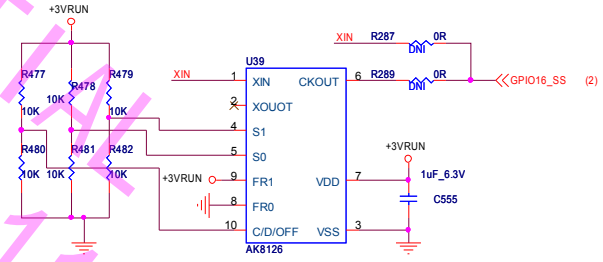 +3VRUN
R477
10K
R478
10K
R479
10K
R480
10K
R481
10K
R482
10K
XIN
U39
1
XIN
CKOUT
6
2
XOUOT
4
S1
5
S0
+3VRUN
9
FR1
VDD
7
8
FR0
10
C/D/OFF
VSS
3
AK8126
XIN
R287
0R
DNI
R289
0R
DNI
GPIO16_SS
(2)
+3VRUN
1uF_6.3V
C555